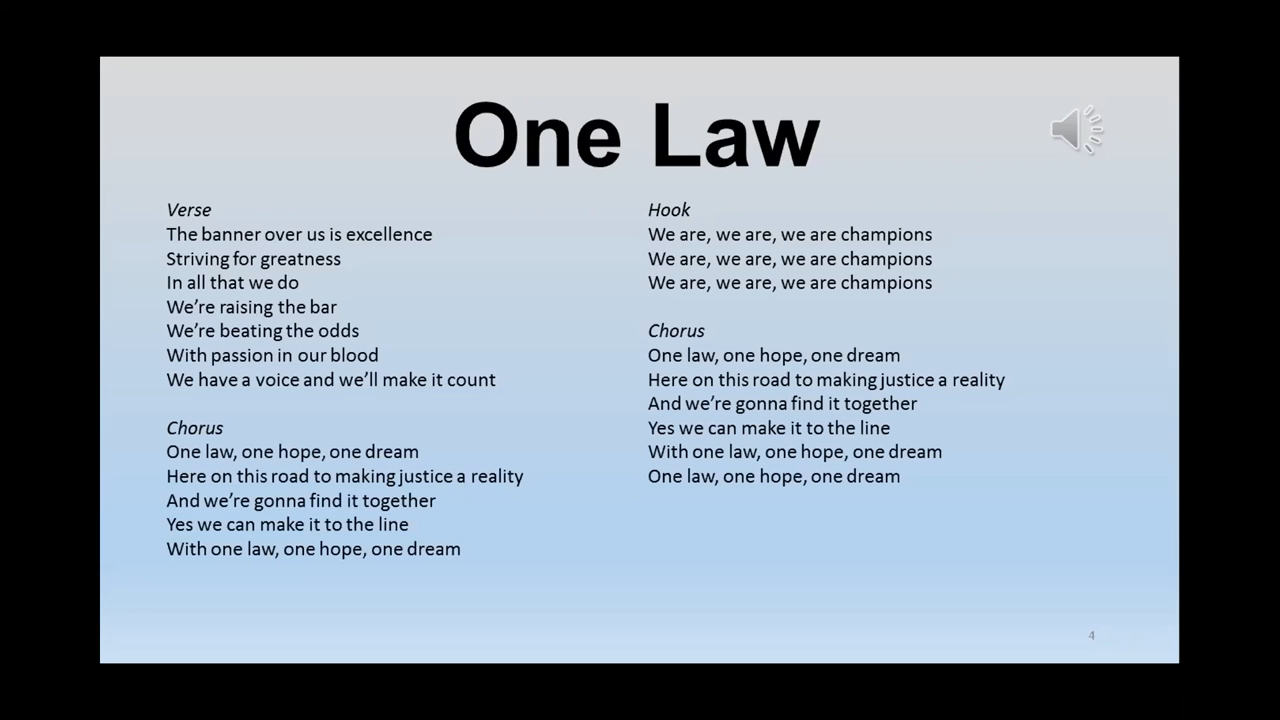 One Law
Verse
The banner over us is excellence
Striving for greatness
In all that we do
We're raising the bar
We're beating the odds
With passion in our blood
We have a voice and we'll make it count
Chorus
One law, one hope, one dream
Here on this road to making justice a reality
And we're gonna find it together
Yes we can make it to the line
With one law, one hope, one dream
Hook
We are, we are, we are champions
We are, we are, we are champions
We are, we are, we are champions
Chorus
One law, one hope, one dream
Here on this road to making justice a reality
And we're gonna find it together
Yes we can make it to the line
With one law, one hope, one dream
One law, one hope, one dream
4